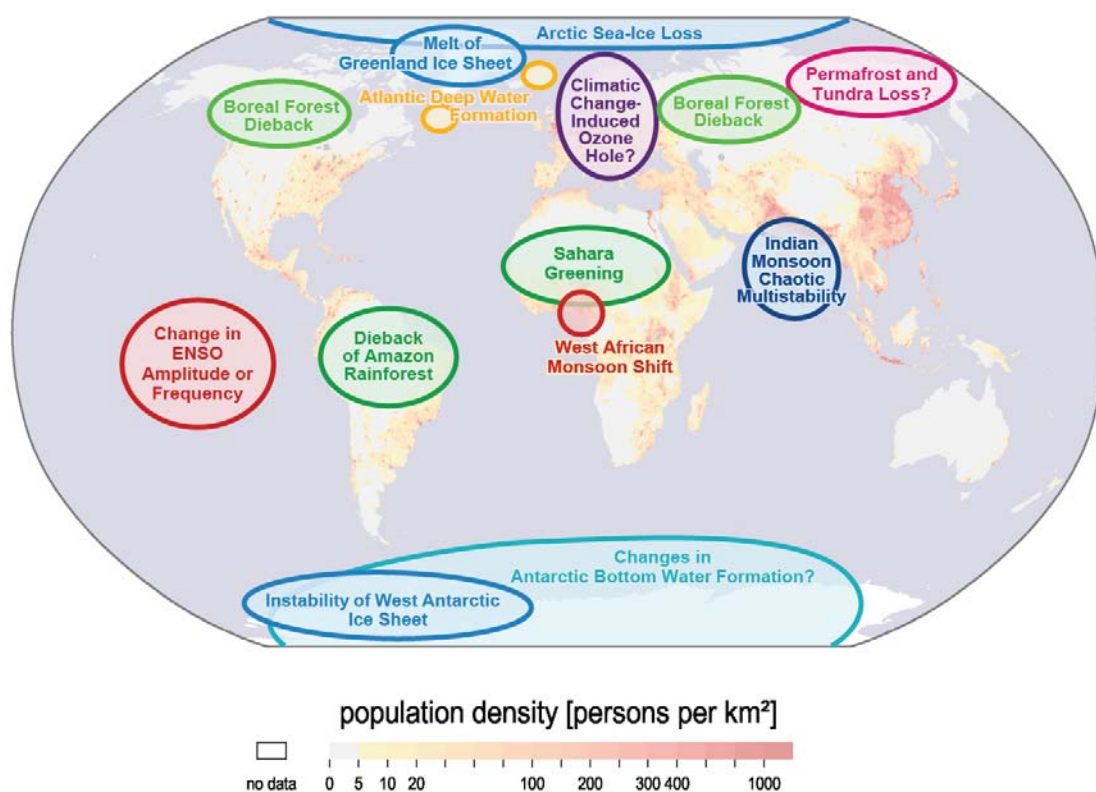 Arctic Sea-Ice Loss
Melt of
Greenland Ice Sheet
Atlantic Deep Water
Formation
Climatic
Change-
Induced
Ozone
Hole?
Boreal Forest
Dieback
Boreal Forest
Dieback
Permafrost and
Tundra Loss?
Sahara
Greening
Indian
Monsoon
Chaotic
Multistability
Change in
ENSO
Amplitude or
Frequency
Dieback
of Amazon
Rainforest
West African
Monsoon Shift
Changes in
Antarctic Bottom Water Formation?
Instability of West Antarctic
Ice Sheet
population density [persons per km²]
no data 0 5 10 20 100 200 300 400 1000